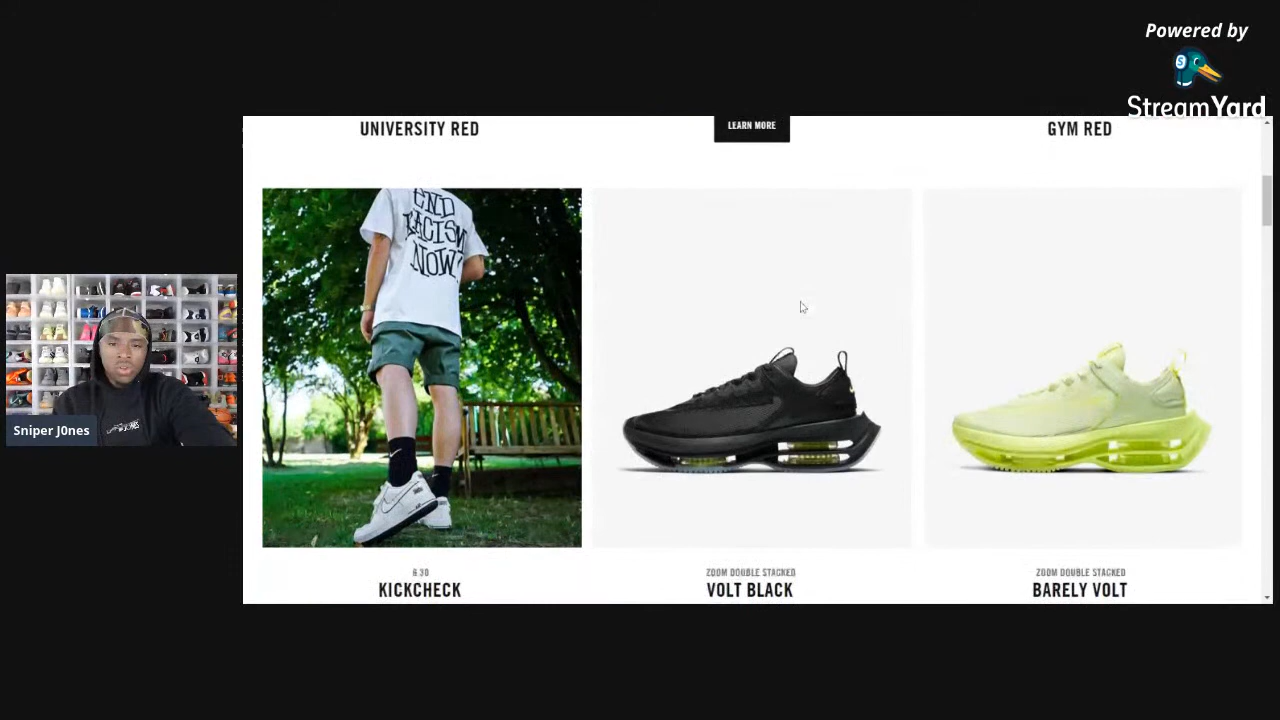 Powered by
StreamYard
UNIVERSITY RED
LEARN MORE
GYM RED
END
RACISM
NOW
Sniper J0nes
6.30
KICKCHECK
ZOOM DOUBLE STACKED
VOLT BLACK
ZOOM DOUBLE STACKED
BARELY VOLT